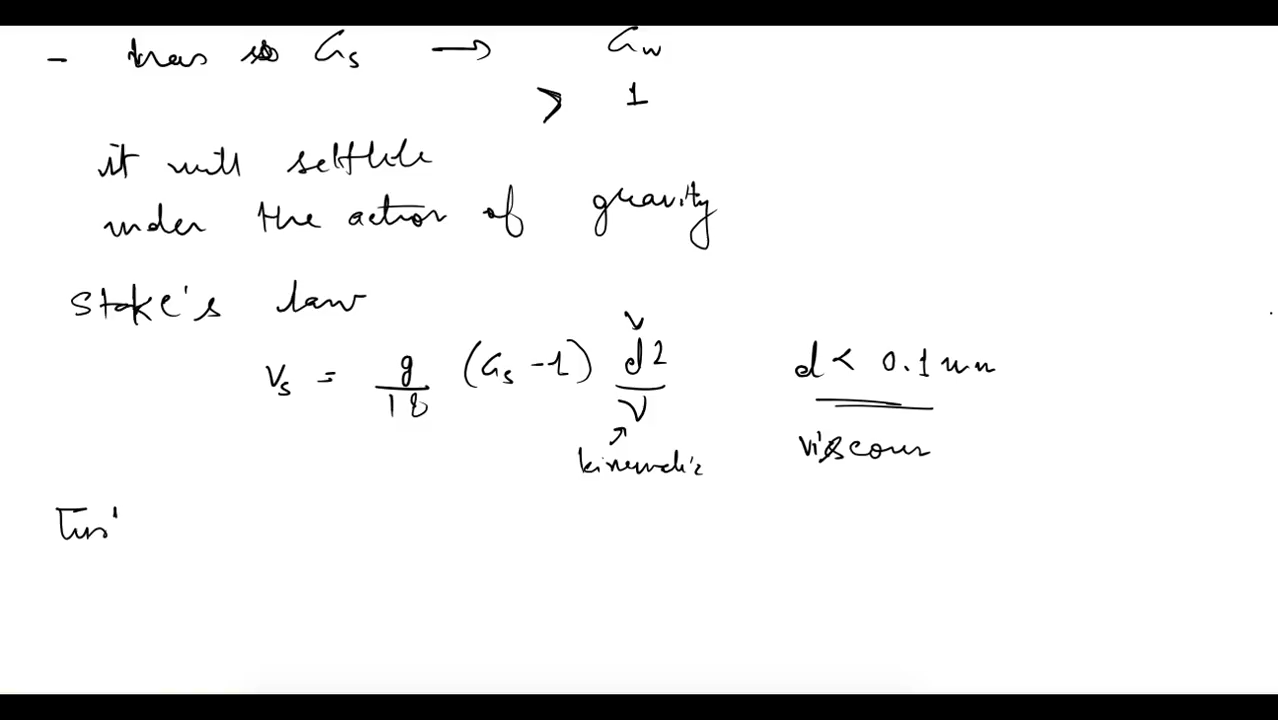 - has Gs → Gw
> 1
it will settle
under the action of gravity
Stoke's law
Vs = g/18 (Gs - 1) d2/ν d < 0.1 mm
kinematic viscous